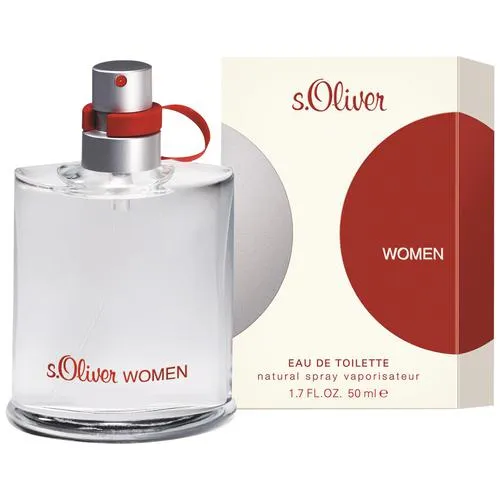 s.Oliver WOMEN
s.Oliver
WOMEN
EAU DE TOILETTE
natural spray vaporisateur
1.7 FL.OZ. 50 ml ℮